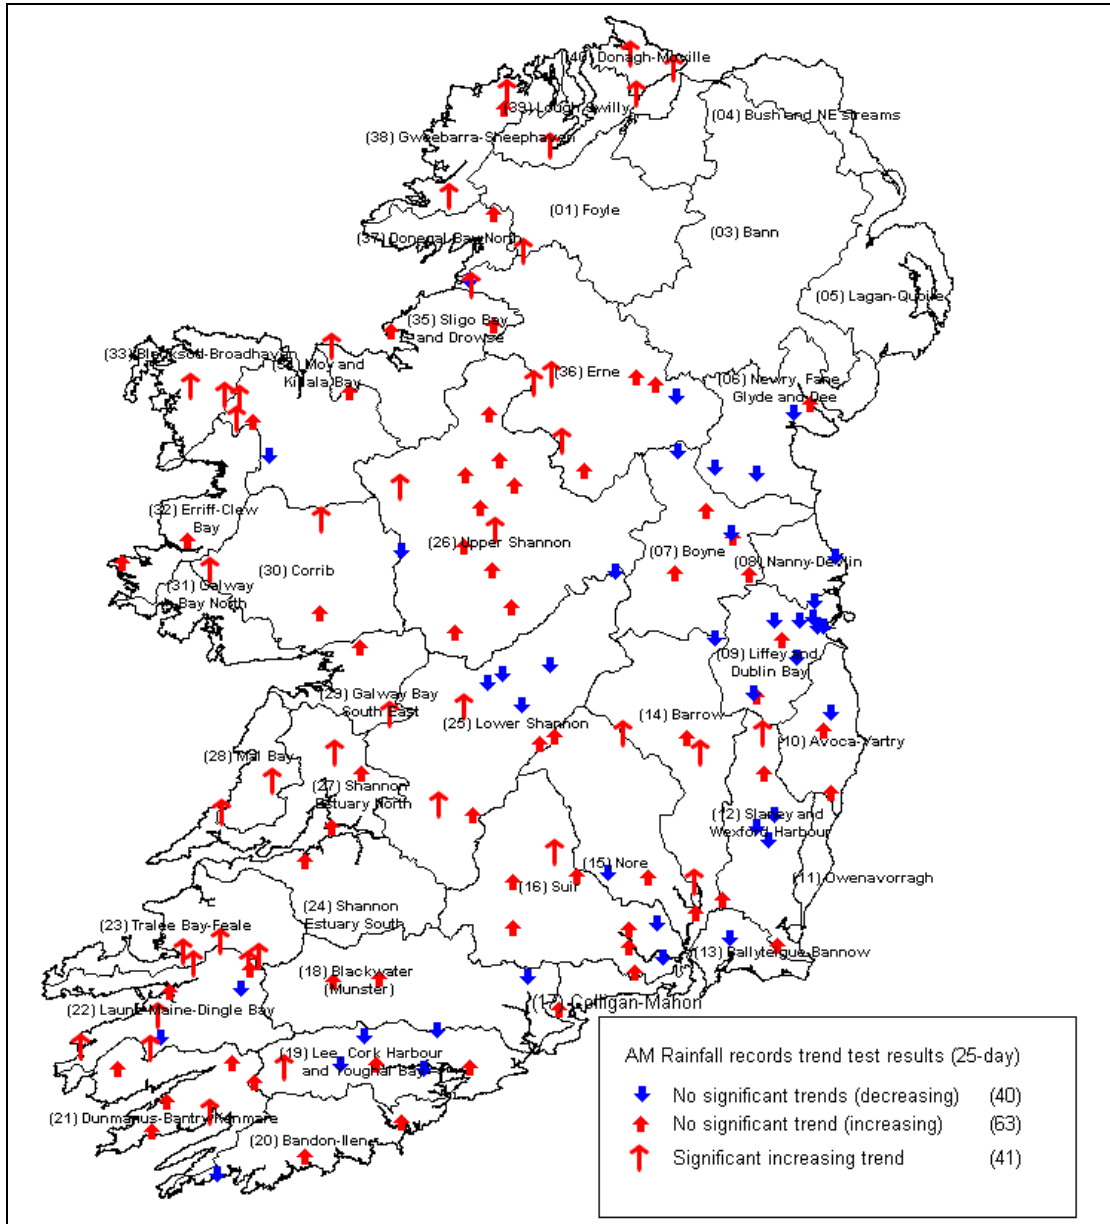 (40) Donagh-Moville
(39) Lough Swilly
(04) Bush and NE streams
(38) Gweebarra-Sheephaven
(01) Foyle
(03) Bann
(37) Donegal Bay North
(05) Lagan-Quoile
(35) Sligo Bay
and Drowse
(33) Blacksod-Broadhaven
Moy and
Killala Bay
(36) Erne
(06) Newry, Fane,
Glyde and Dee
(32) Erriff-Clew
Bay
(26) Upper Shannon
(07) Boyne
(08) Nanny-Devlin
(30) Corrib
(31) Galway
Bay North
(09) Liffey and
Dublin Bay
(29) Galway Bay
South East
(25) Lower Shannon
(14) Barrow
(10) Avoca-Vartry
(28) Mal Bay
(27) Shannon
Estuary North
(12) Slaney and
Wexford Harbour
(15) Nore
(16) Suir
(11) Owenavorragh
(24) Shannon
Estuary South
(23) Tralee Bay-Feale
(13) Ballyteigue-Bannow
(18) Blackwater
(Munster)
(17) Colligan-Mahon
(22) Laune-Maine-Dingle Bay
(19) Lee, Cork Harbour
and Youghal Bay
(21) Dunmanus-Bantry-Kenmare
(20) Bandon-Ilen
AM Rainfall records trend test results (25-day)
No significant trends (decreasing) (40)
No significant trend (increasing) (63)
Significant increasing trend (41)